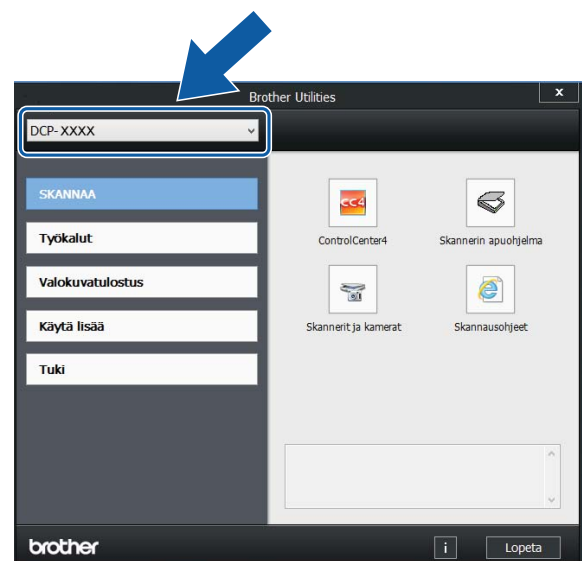 Brother Utilities
x
DCP-XXXX
SKANNAA
Työkalut
Valokuvatulostus
Käytä lisää
Tuki
CC4
ControlCenter4
Skannerin apuohjelma
Skannerit ja kamerat
Skannausohjeet
brother
i
Lopeta